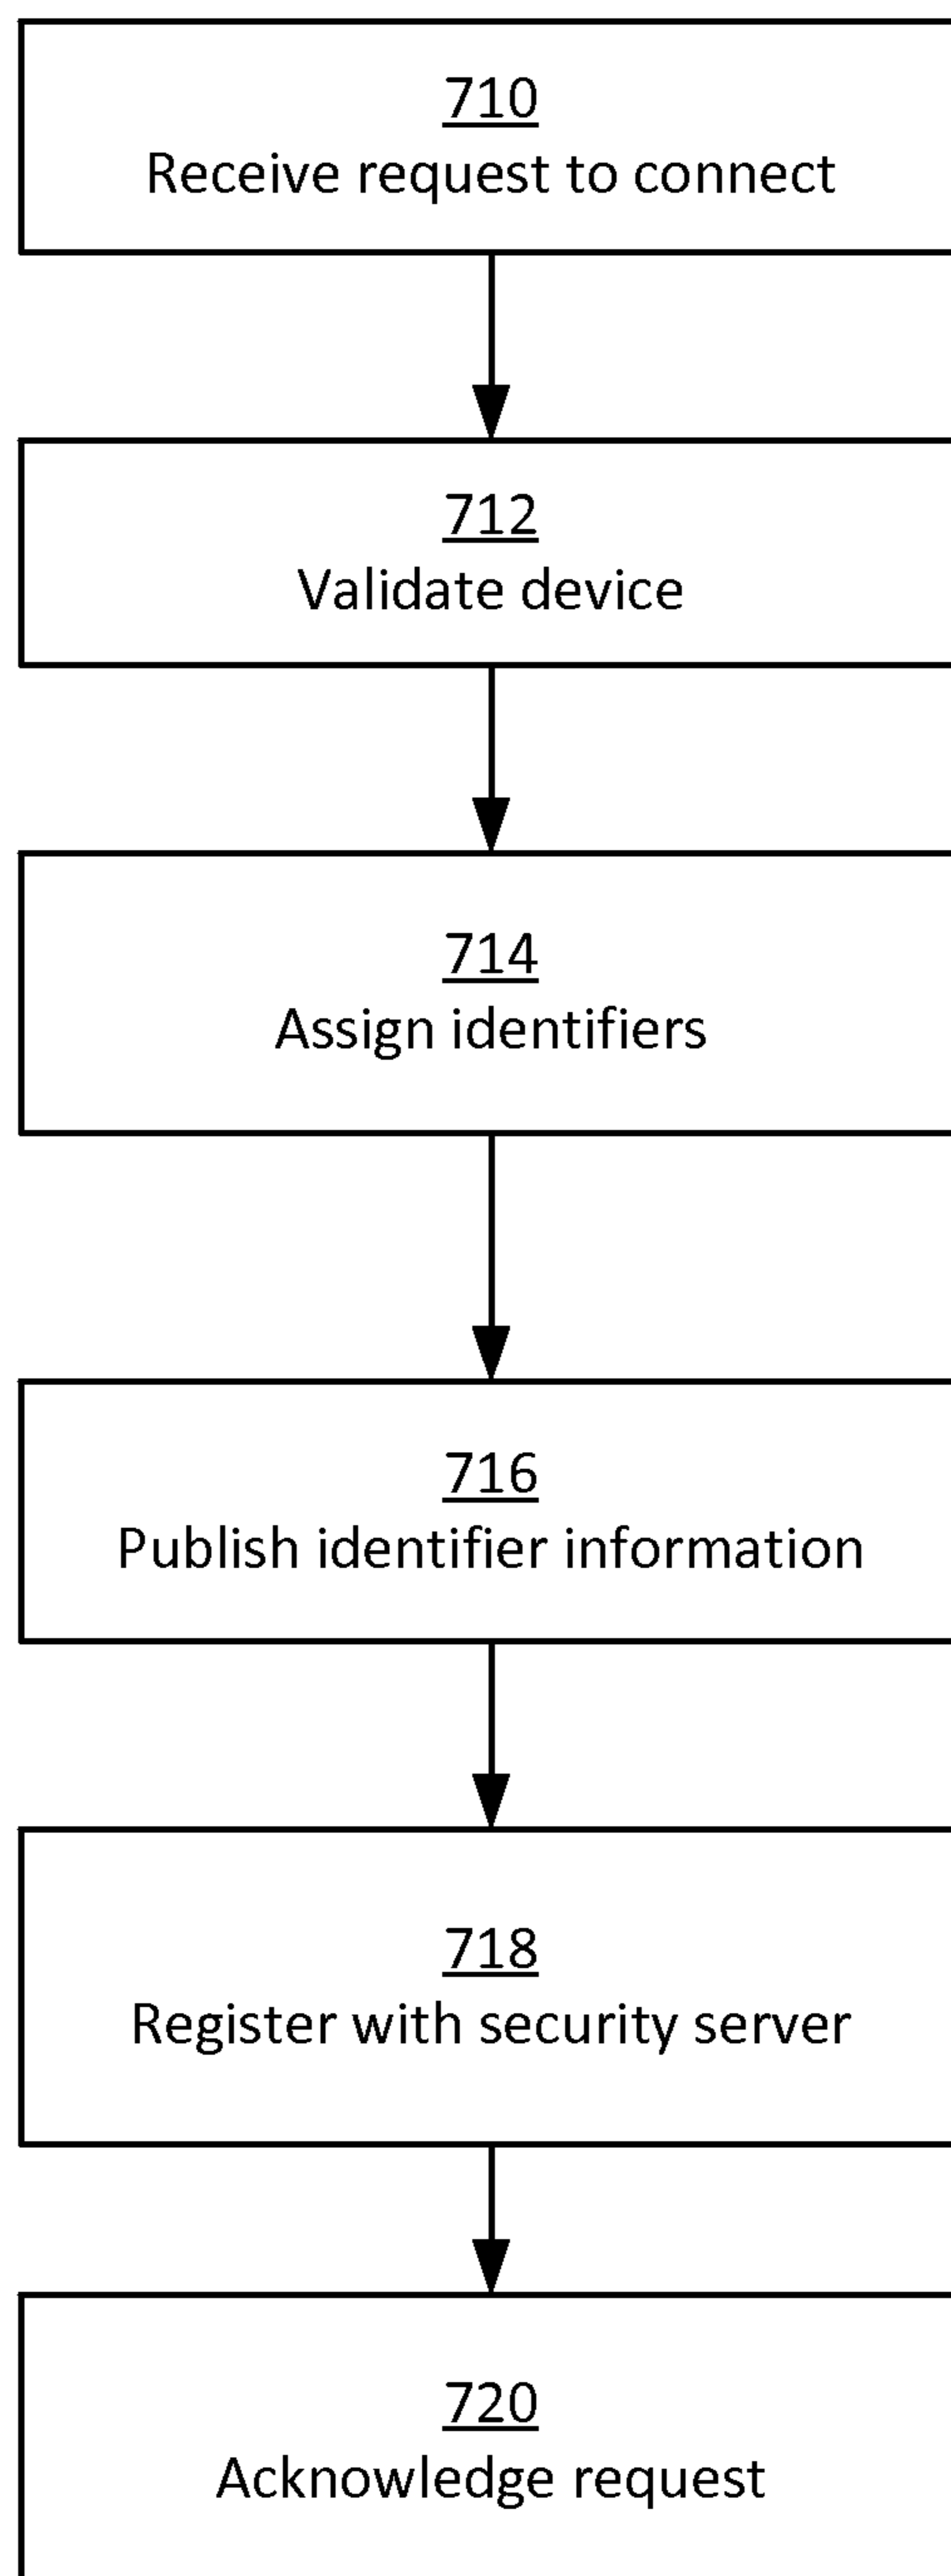 710
Receive request to connect
712
Validate device
714
Assign identifiers
716
Publish identifier information
718
Register with security server
720
Acknowledge request